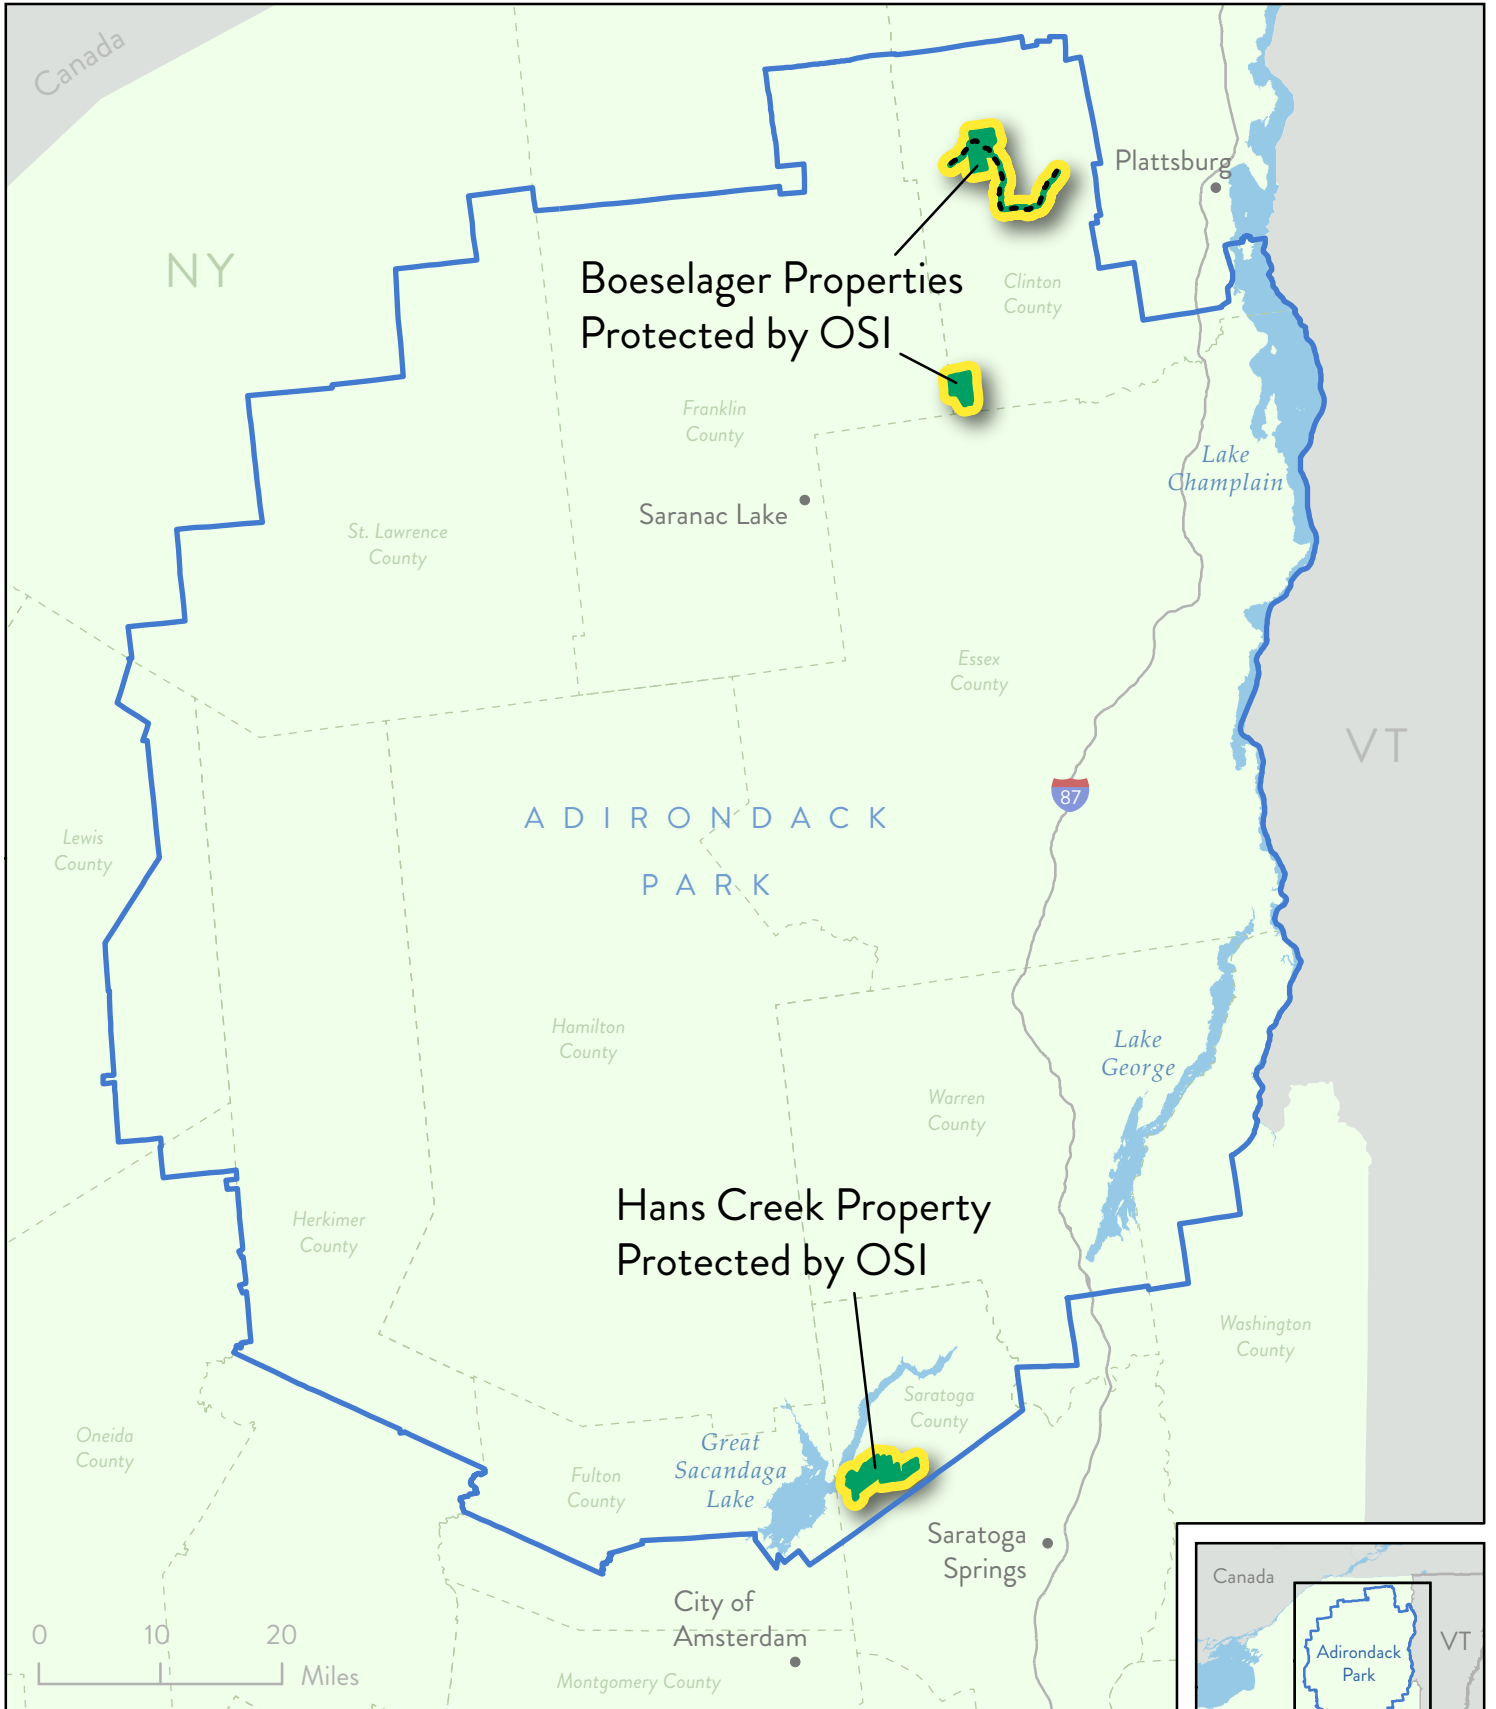 Canada
Plattsburg
NY
Boeselager Properties
Protected by OSI
Clinton
County
Franklin
County
Lake
Champlain
Saranac Lake
St. Lawrence
County
Essex
County
VT
87
ADIRONDACK
PARK
Lewis
County
Hamilton
County
Lake
George
Warren
County
Hans Creek Property
Protected by OSI
Herkimer
County
Washington
County
Saratoga
County
Oneida
County
Great
Sacandaga
Lake
Fulton
County
Saratoga
Springs
City of
Amsterdam
Montgomery County
0 10 20
Miles
Canada
VT
Adirondack
Park